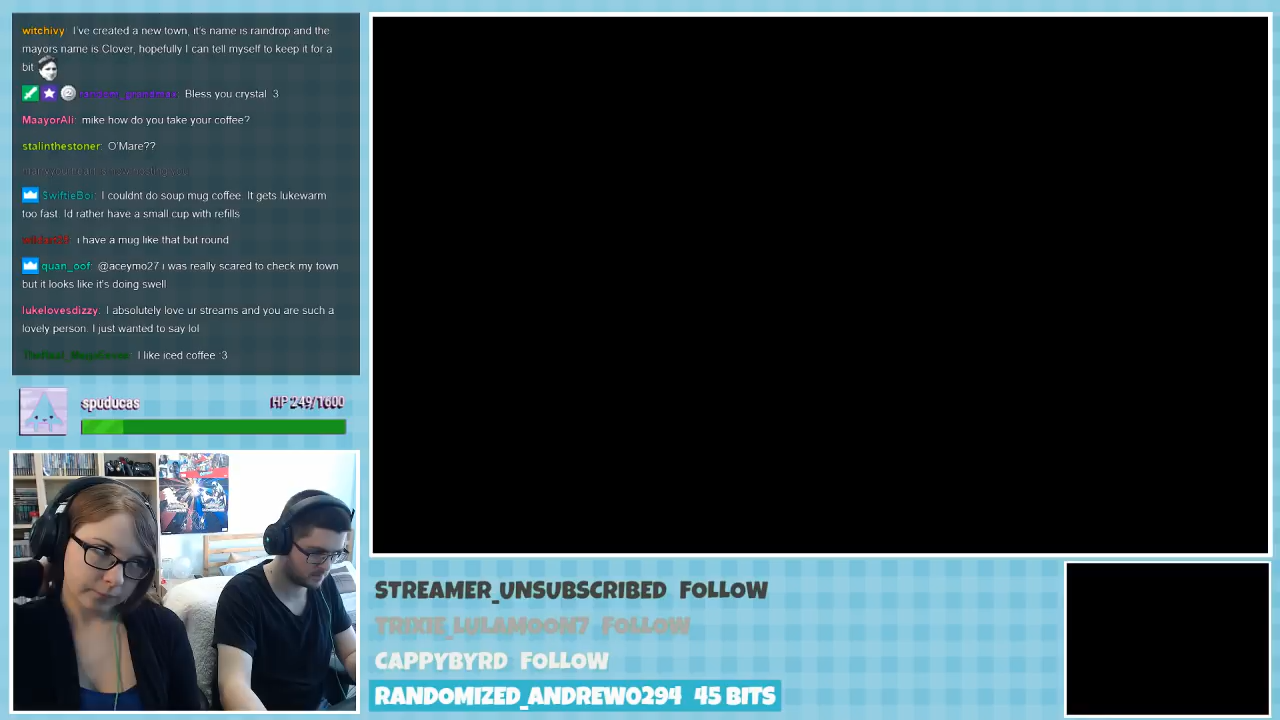 witchivy: I've created a new town, it's name is raindrop and the
mayors name is Clover, hopefully I can tell myself to keep it for a
bit
Bless you crystal :3
MaayorAli: mike how do you take your coffee?
stalinthestoner: O'Mare??
SwiftieBoi: I couldnt do soup mug coffee. It gets lukewarm
too fast. Id rather have a small cup with refills
i have a mug like that but round
quan_oof: @aceymo27 i was really scared to check my town
but it looks like it's doing swell
lukelovesdizzy: I absolutely love ur streams and you are such a
lovely person. I just wanted to say lol
I like iced coffee :3
spuducas HP 249/1600
STREAMER_UNSUBSCRIBED FOLLOW
TRIXIE_LULAMOON7 FOLLOW
CAPPYBYRD FOLLOW
RANDOMIZED_ANDREW0294 45 BITS